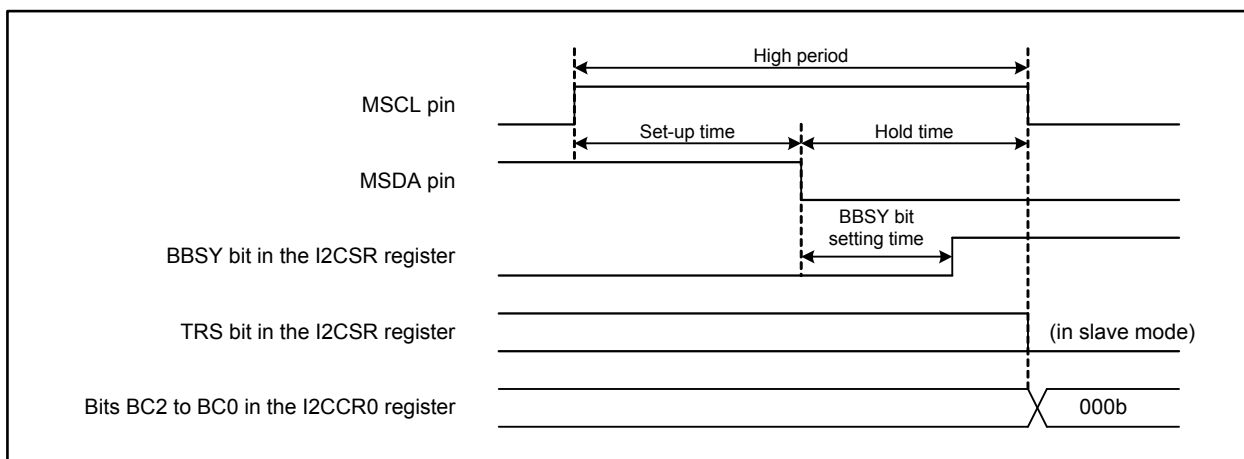 High period
MSCL pin
Set-up time
Hold time
MSDA pin
BBSY bit
setting time
BBSY bit in the I2CSR register
TRS bit in the I2CSR register
(in slave mode)
Bits BC2 to BC0 in the I2CCR0 register
000b